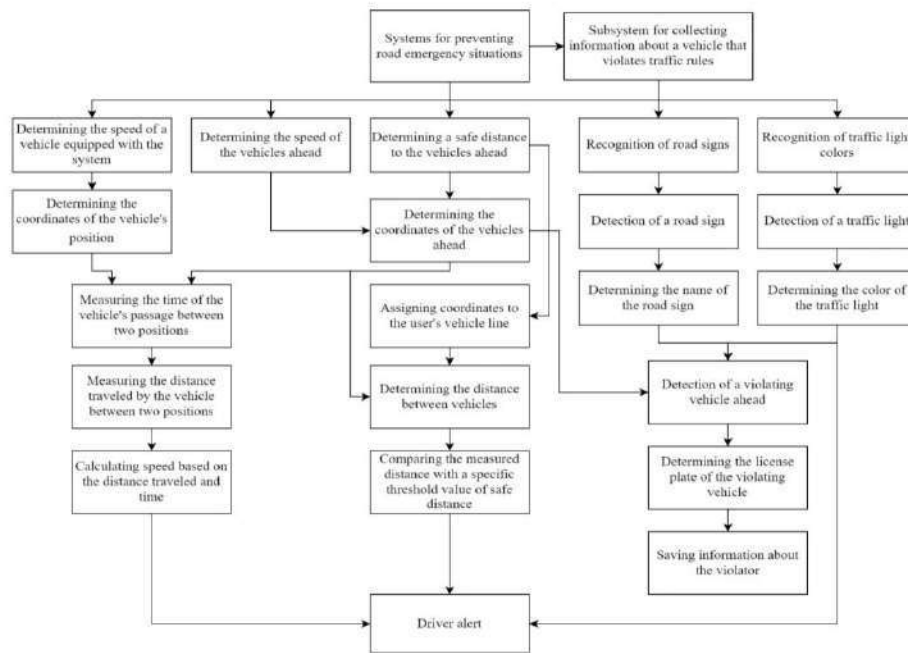 Systems for preventing
road emergency situations
Subsystem for collecting
information about a vehicle that
violates traffic rules
Determining the speed of a
vehicle equipped with the
system
Determining the speed of
the vehicles ahead
Determining a safe distance
to the vehicles ahead
Recognition of road signs
Recognition of traffic light
colors
Determining the
coordinates of the vehicle's
position
Determining the
coordinates of the vehicles
ahead
Detection of a road sign
Detection of a traffic light
Measuring the time of the
vehicle's passage between
two positions
Assigning coordinates to
the user's vehicle line
Determining the name of
the road sign
Determining the color of
the traffic light
Measuring the distance
traveled by the vehicle
between two positions
Determining the distance
between vehicles
Detection of a violating
vehicle ahead
Calculating speed based on
the distance traveled and
time
Comparing the measured
distance with a specific
threshold value of safe
distance
Determining the license
plate of the violating
vehicle
Saving information about
the violator
Driver alert